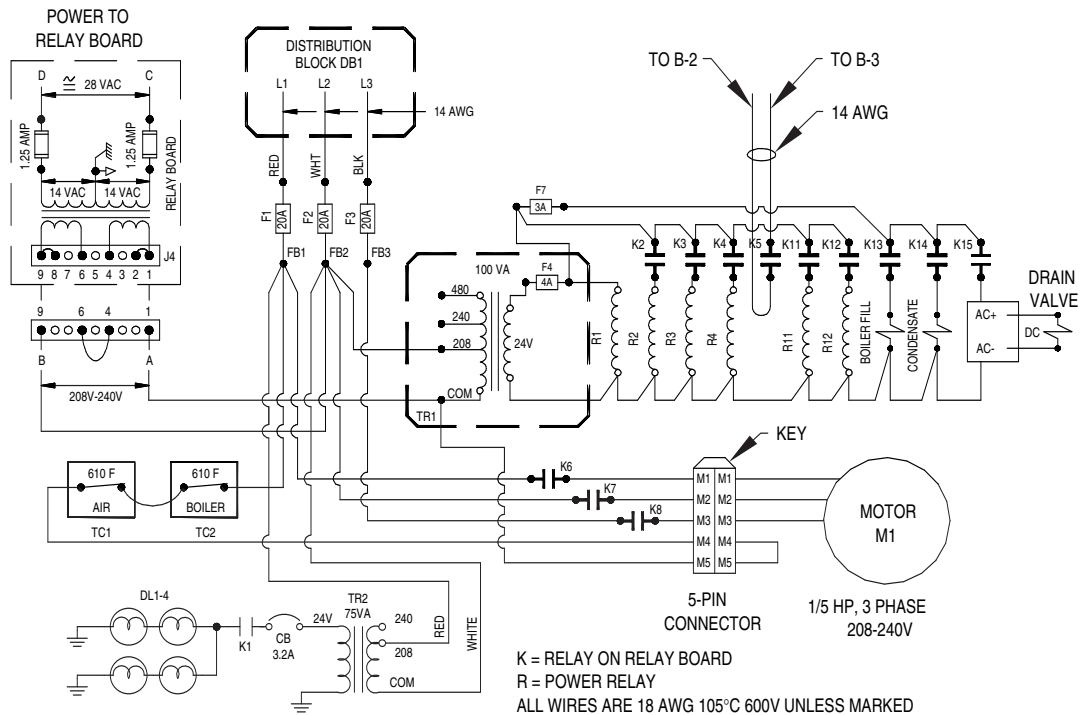 POWER TO
RELAY BOARD
D
C
≅ 28 VAC
1.25 AMP
1.25 AMP
14 VAC
14 VAC
RELAY BOARD
J4
9 8 7 6 5 4 3 2 1
9
6
4
1
B
A
208V-240V
DISTRIBUTION
BLOCK DB1
L1
L2
L3
14 AWG
RED
WHT
BLK
F1
20A
F2
20A
F3
20A
FB1
FB2
FB3
TO B-2
TO B-3
14 AWG
F7
3A
100 VA
F4
4A
480
240
208
COM
24V
TR1
K2
K3
K4
K5
K11
K12
K13
K14
K15
R1
R2
R3
R4
R11
R12
BOILER FILL
CONDENSATE
DRAIN
VALVE
AC+
AC-
DC
610 F
AIR
TC1
610 F
BOILER
TC2
K6
K7
K8
KEY
M1 M1
M2 M2
M3 M3
M4 M4
M5 M5
5-PIN
CONNECTOR
MOTOR
M1
1/5 HP, 3 PHASE
208-240V
DL1-4
K1
CB
3.2A
24V
TR2
75VA
240
208
COM
RED
WHITE
K = RELAY ON RELAY BOARD
R = POWER RELAY
ALL WIRES ARE 18 AWG 105°C 600V UNLESS MARKED